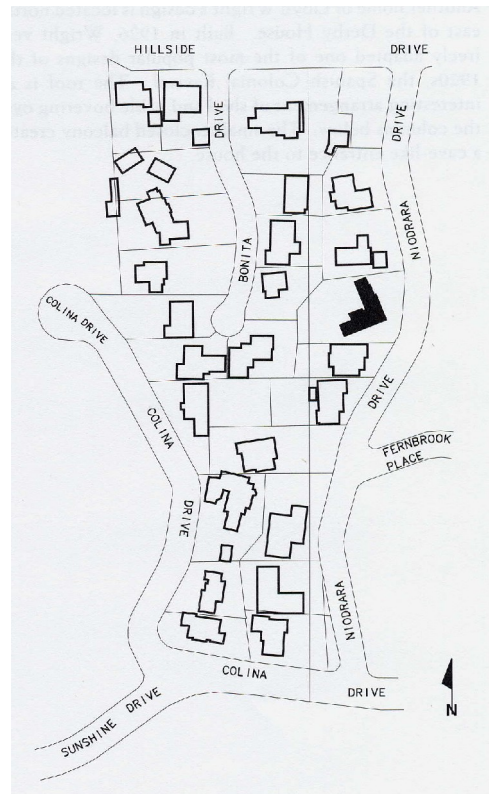 HILLSIDE DRIVE
DRIVE
BONITA
DRIVE
NIODRARA
DRIVE
COLINA DRIVE
COLINA
DRIVE
FERNBROOK
PLACE
NIODRARA
COLINA
DRIVE
SUNSHINE DRIVE
N